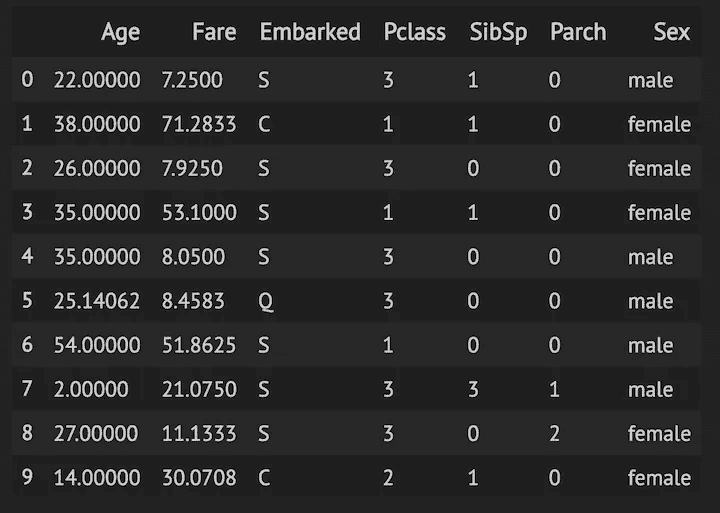 Age Fare Embarked Pclass SibSp Parch Sex
0 22.00000 7.2500 S 3 1 0 male
1 38.00000 71.2833 C 1 1 0 female
2 26.00000 7.9250 S 3 0 0 female
3 35.00000 53.1000 S 1 1 0 female
4 35.00000 8.0500 S 3 0 0 male
5 25.14062 8.4583 Q 3 0 0 male
6 54.00000 51.8625 S 1 0 0 male
7 2.00000 21.0750 S 3 3 1 male
8 27.00000 11.1333 S 3 0 2 female
9 14.00000 30.0708 C 2 1 0 female